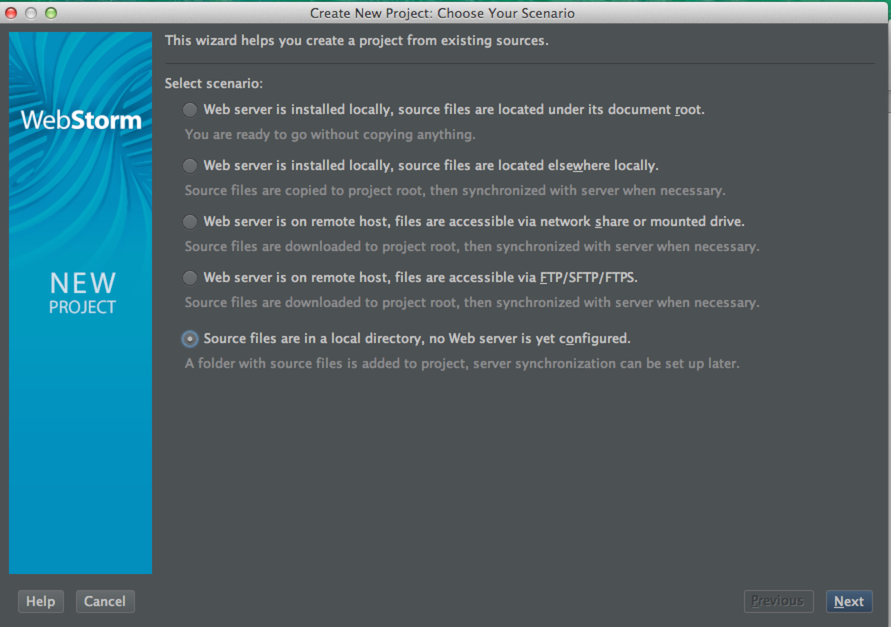 Create New Project: Choose Your Scenario
This wizard helps you create a project from existing sources.
Select scenario:
Web server is installed locally, source files are located under its document root.
You are ready to go without copying anything.
Web server is installed locally, source files are located elsewhere locally.
Source files are copied to project root, then synchronized with server when necessary.
Web server is on remote host, files are accessible via network share or mounted drive.
Source files are downloaded to project root, then synchronized with server when necessary.
Web server is on remote host, files are accessible via FTP/SFTP/FTPS.
Source files are downloaded to project root, then synchronized with server when necessary.
Source files are in a local directory, no Web server is yet configured.
A folder with source files is added to project, server synchronization can be set up later.
WebStorm
NEW
PROJECT
Help
Cancel
Previous
Next